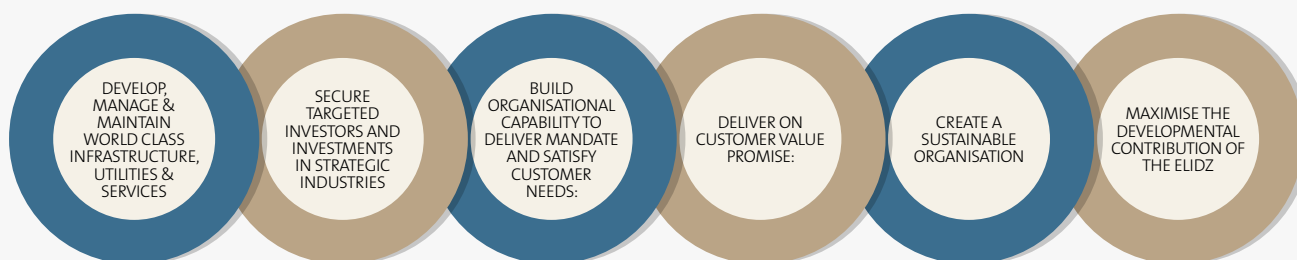 DEVELOP,
MANAGE &
MAINTAIN
WORLD CLASS
INFRASTRUCTURE,
UTILITIES &
SERVICES
SECURE
TARGETED
INVESTORS AND
INVESTMENTS
IN STRATEGIC
INDUSTRIES
BUILD
ORGANISATIONAL
CAPABILITY TO
DELIVER MANDATE
AND SATISFY
CUSTOMER
NEEDS:
DELIVER ON
CUSTOMER VALUE
PROMISE:
CREATE A
SUSTAINABLE
ORGANISATION
MAXIMISE THE
DEVELOPMENTAL
CONTRIBUTION OF
THE ELIDZ